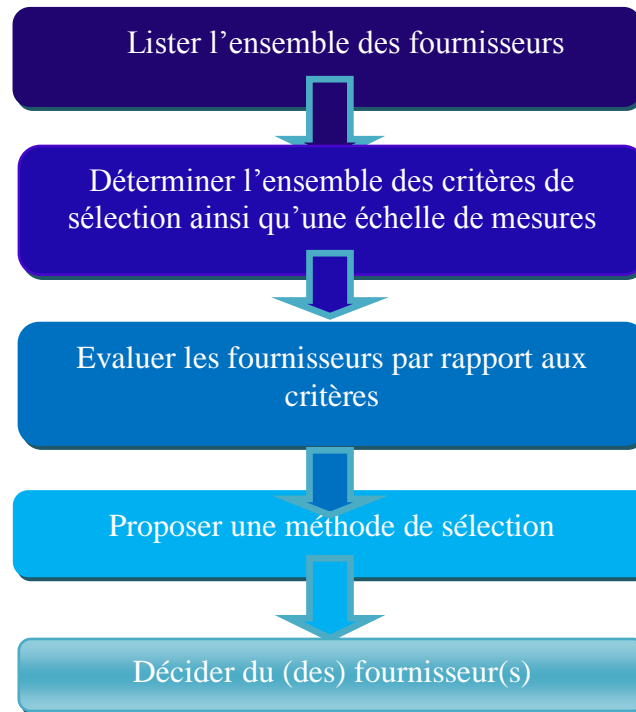 Lister l’ensemble des fournisseurs
Déterminer l’ensemble des critères de
sélection ainsi qu’une échelle de mesures
Evaluer les fournisseurs par rapport aux
critères
Proposer une méthode de sélection
Décider du (des) fournisseur(s)